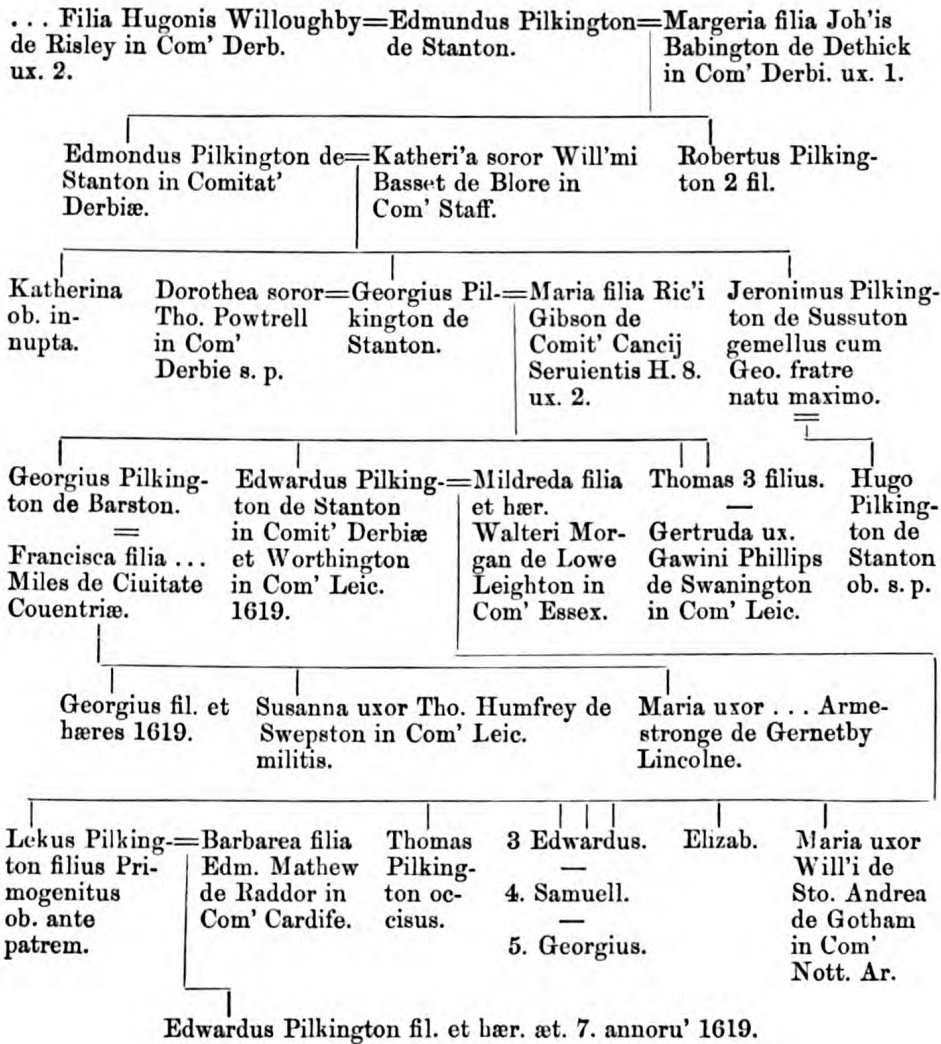 . . . Filia Hugonis Willoughby=Edmundus Pilkington=Margeria filia Joh'is
de Risley in Com' Derb.
ux. 2.
de Stanton.
Babington de Dethick
in Com' Derbi. ux. 1.
Edmondus Pilkington de=Katheri'a soror Will'mi
Stanton in Comitat'
Derbiæ.
Basset de Blore in
Com' Staff.
Robertus Pilking-
ton 2 fil.
Katherina
ob. in-
nupta.
Dorothea soror=Georgius Pil-=Maria filia Ric'i
Tho. Powtrell
in Com'
Derbie s. p.
kington de
Stanton.
Gibson de
Comit' Cancij
Seruientis H. 8.
ux. 2.
Jeronimus Pilking-
ton de Sussuton
gemellus cum
Geo. fratre
natu maximo.
=
Georgius Pilking-
ton de Barston.
=
Francisca filia . . .
Miles de Ciuitate
Couentriæ.
Edwardus Pilking-=Mildreda filia
ton de Stanton
in Comit' Derbiæ
et Worthington
in Com' Leic.
1619.
et hær.
Walteri Mor-
gan de Lowe
Leighton in
Com' Essex.
Thomas 3 filius.
—
Gertruda ux.
Gawini Phillips
de Swanington
in Com' Leic.
Hugo
Pilking-
ton de
Stanton
ob. s. p.
Georgius fil. et
hæres 1619.
Susanna uxor Tho. Humfrey de
Swepston in Com' Leic.
militis.
Maria uxor . . . Arme-
stronge de Gernetby
Lincolne.
Lekus Pilking-=Barbarea filia
ton filius Pri-
mogenitus
ob. ante
patrem.
Edm. Mathew
de Raddor in
Com' Cardife.
Thomas
Pilking-
ton oc-
cisus.
3 Edwardus.
—
4. Samuell.
—
5. Georgius.
Elizab.
Maria uxor
Will'i de
Sto. Andrea
de Gotham
in Com'
Nott. Ar.
Edwardus Pilkington fil. et hær. æt. 7. annoru' 1619.